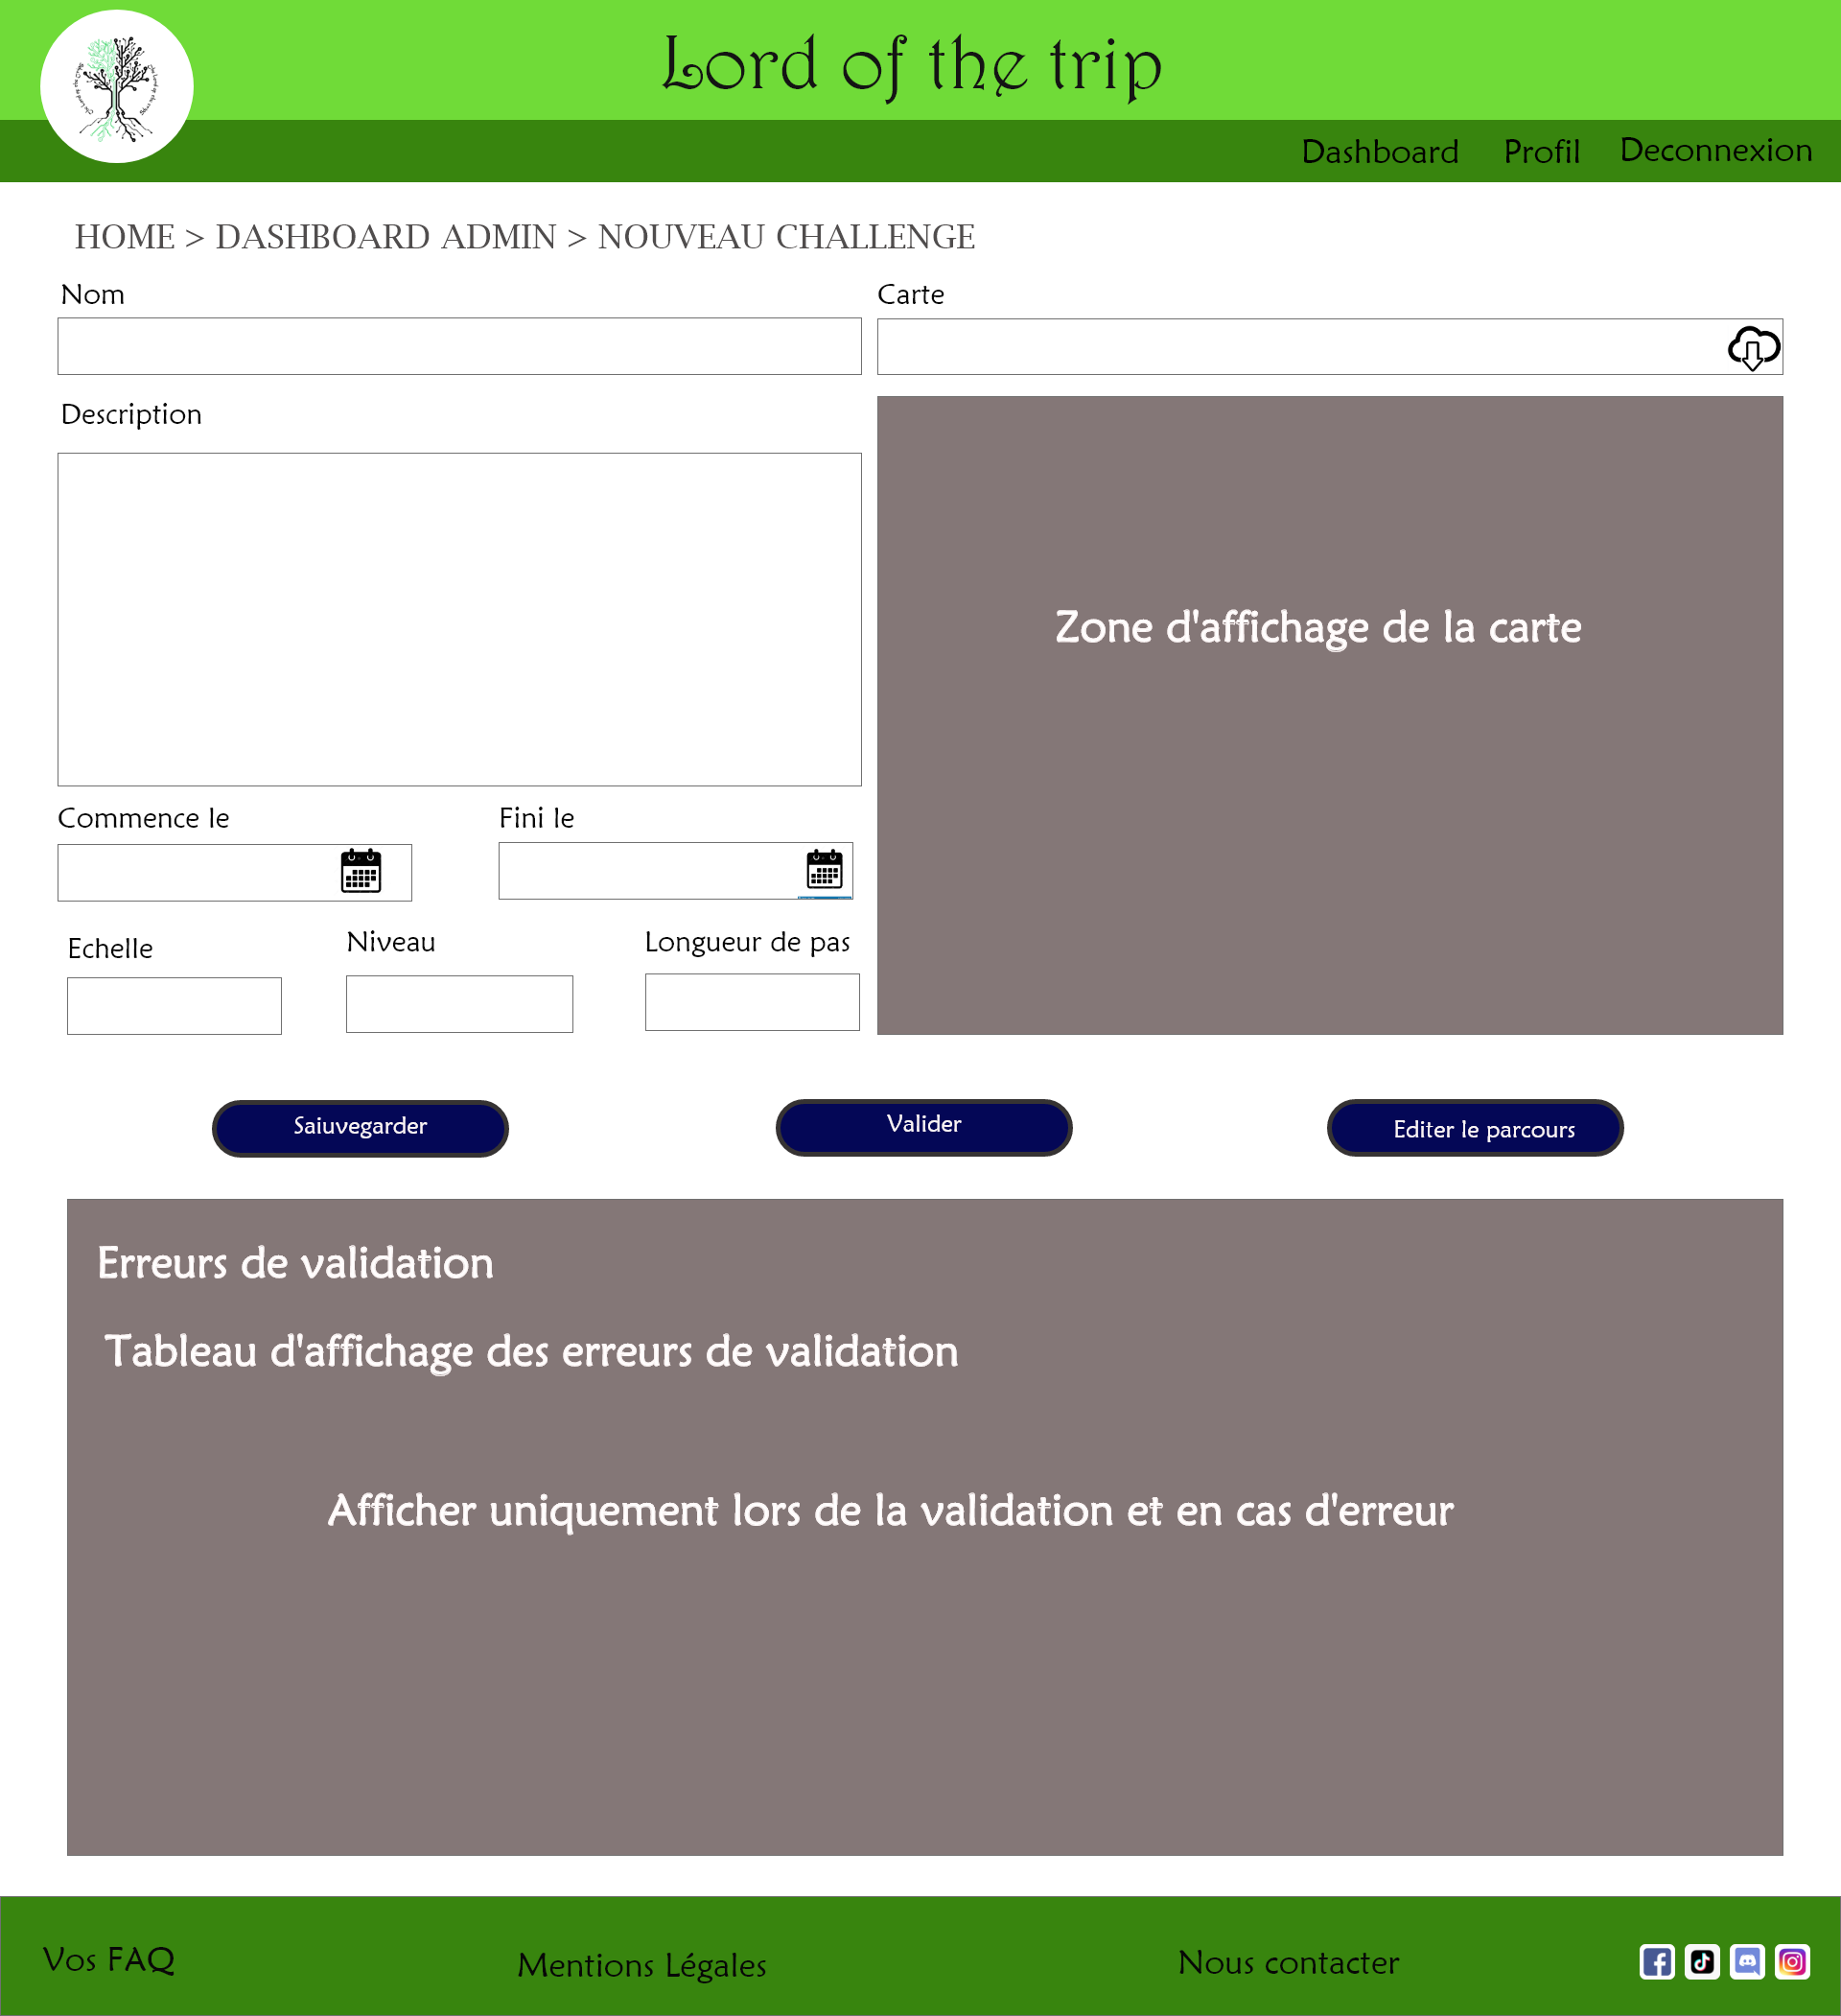 Lord of the trip
Dashboard Profil Deconnexion
HOME > DASHBOARD ADMIN > NOUVEAU CHALLENGE
Nom
Carte
Description
Zone d'affichage de la carte
Commence le
Fini le
Echelle
Niveau
Longueur de pas
Saiuvegarder
Valider
Editer le parcours
Erreurs de validation
Tableau d'affichage des erreurs de validation
Afficher uniquement lors de la validation et en cas d'erreur
Vos FAQ
Mentions Légales
Nous contacter